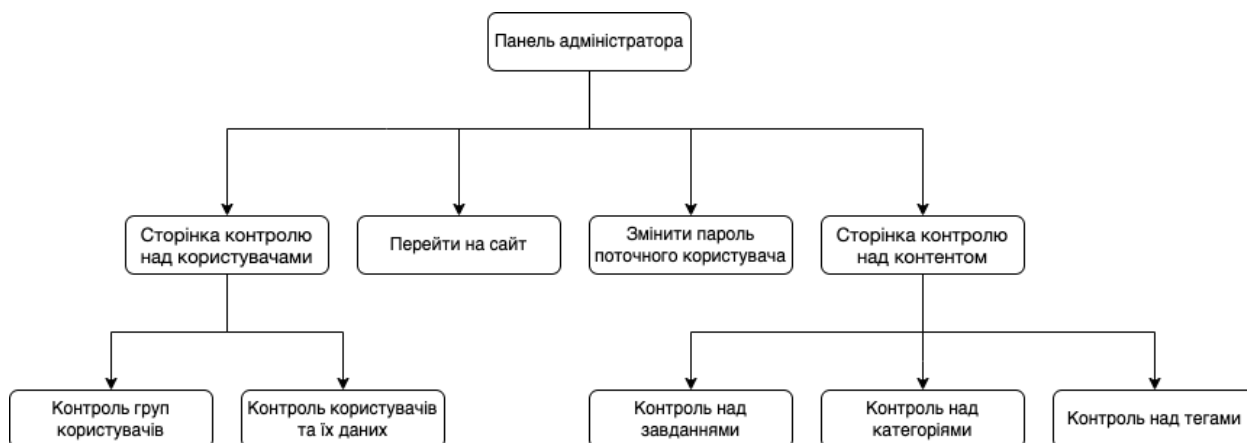 Панель адміністратора
Сторінка контролю
над користувачами
Перейти на сайт
Змінити пароль
поточного користувача
Сторінка контролю
над контентом
Контроль груп
користувачів
Контроль користувачів
та їх даних
Контроль над
завданнями
Контроль над
категоріями
Контроль над тегами